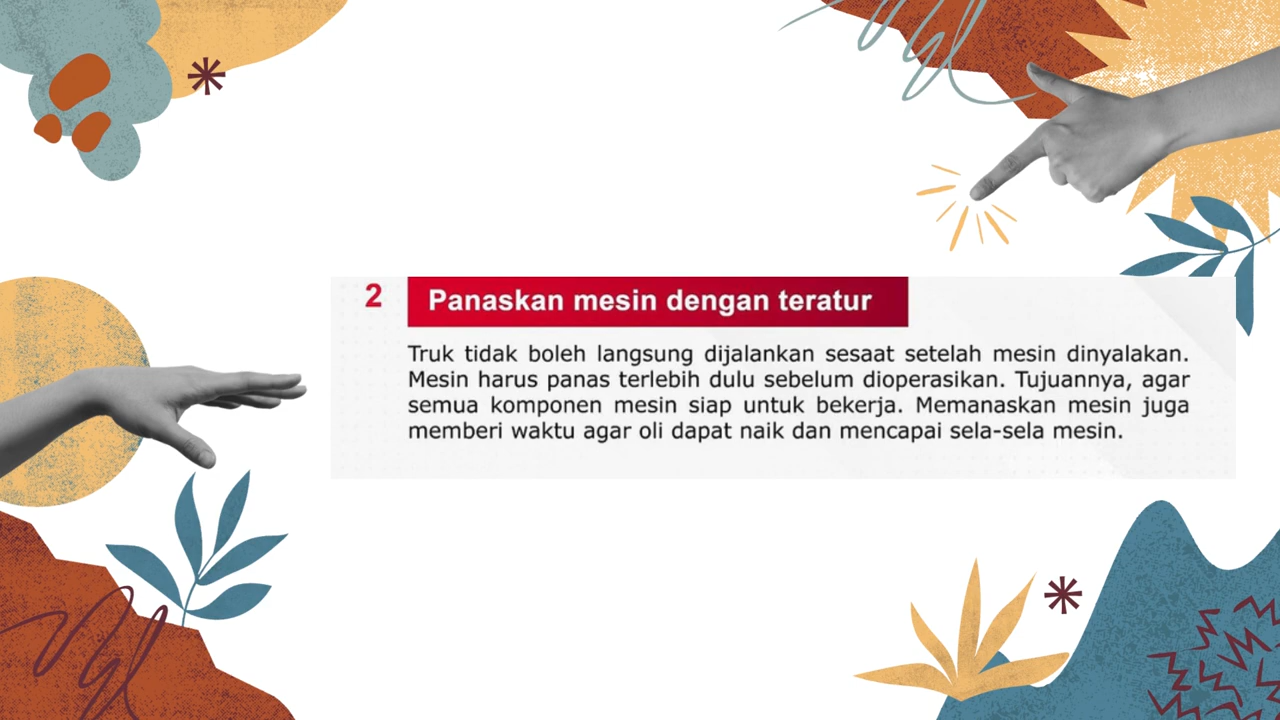 2 Panaskan mesin dengan teratur
Truk tidak boleh langsung dijalankan sesaat setelah mesin dinyalakan.
Mesin harus panas terlebih dulu sebelum dioperasikan. Tujuannya, agar
semua komponen mesin siap untuk bekerja. Memanaskan mesin juga
memberi waktu agar oli dapat naik dan mencapai sela-sela mesin.